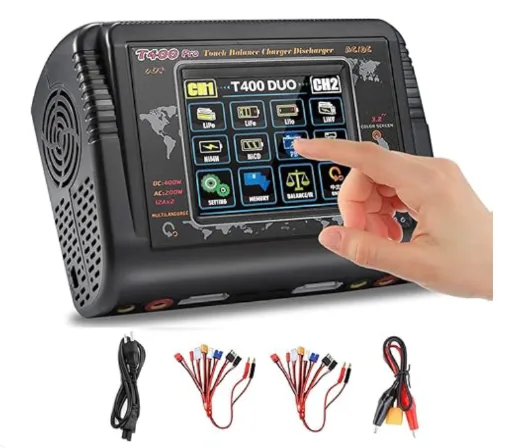 T400 Pro Touch Balance Charger Discharger AC/DC
CH1 T400 DUO CH2
LiPo LiFe LiIo LiHV
NiMH NiCD
SETTING MEMORY BALANCE/IR
3.2"
COLOR SCREEN
DC:400W
AC:200W
12Ax2
MULTILANGUAGE